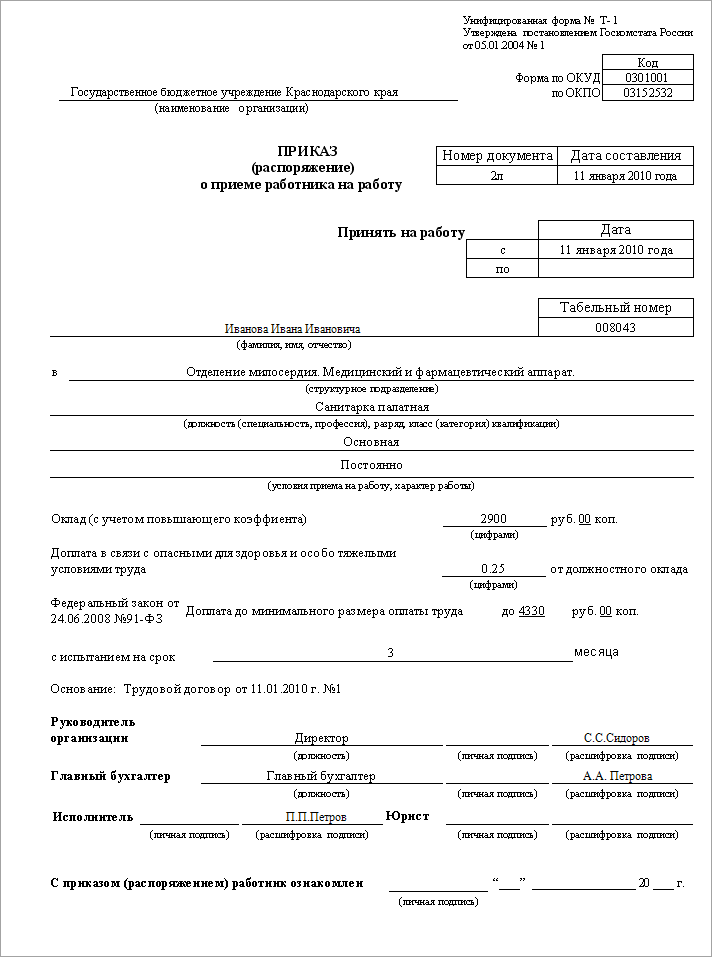 Унифицированная форма № Т-1
Утверждена постановлением Госкомстата России
от 05.01.2004 №1
Код
Форма по ОКУД 0301001
Государственное бюджетное учреждение Краснодарского края по ОКПО 03152532
(наименование организации)
ПРИКАЗ
(распоряжение)
о приеме работника на работу
Номер документа Дата составления
2л 11 января 2010 года
Принять на работу Дата
с 11 января 2010 года
по
Табельный номер
Иванова Ивана Ивановича 008043
(фамилия, имя, отчество)
в Отделение милосердия. Медицинский и фармацевтический аппарат.
(структурное подразделение)
Санитарка палатная
(должность (специальность, профессия), разряд, класс (категория) квалификации)
Основная
Постоянно
(условия приема на работу, характер работы)
Оклад (с учетом повышающего коэффиента) 2900 руб. 00 коп.
(цифрами)
Доплата в связи с опасными для здоровья и особо тяжелыми
условиями труда 0.25 от должностного оклада
(цифрами)
Федеральный закон от
24.06.2008 №91-ФЗ Доплата до минимального размера оплаты труда до 4330 руб. 00 коп.
с испытанием на срок 3 месяца
Основание: Трудовой договор от 11.01.2010 г. №1
Руководитель
организации Директор С.С.Сидоров
(должность) (личная подпись) (расшифровка подписи)
Главный бухгалтер Главный бухгалтер А.А. Петрова
(должность) (личная подпись) (расшифровка подписи)
Исполнитель П.П.Петров Юрист
(личная подпись) (расшифровка подписи) (личная подпись) (расшифровка подписи)
С приказом (распоряжением) работник ознакомлен “___” 20 ___ г.
(личная подпись)